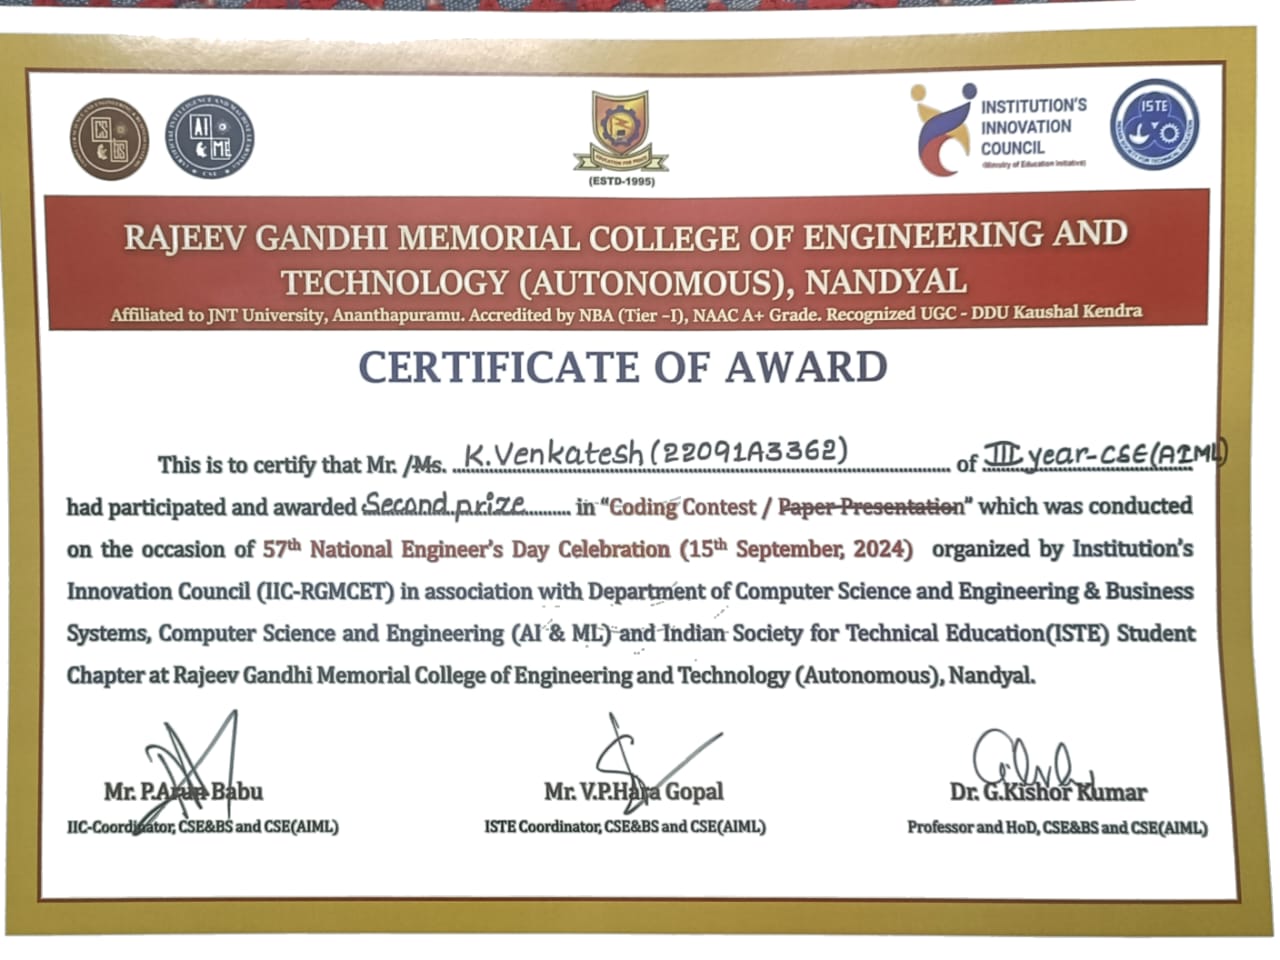 CS
BS
AI
ML
CSE
EDUCATION FOR PEACE
(ESTD-1995)
INSTITUTION'S
INNOVATION
COUNCIL
(Ministry of Education Initiative)
ISTE
RAJEEV GANDHI MEMORIAL COLLEGE OF ENGINEERING AND
TECHNOLOGY (AUTONOMOUS), NANDYAL
Affiliated to JNT University, Ananthapuramu. Accredited by NBA (Tier –I), NAAC A+ Grade. Recognized UGC - DDU Kaushal Kendra
CERTIFICATE OF AWARD
This is to certify that Mr. /Ms. K.Venkatesh (22091A3362) of III year-CSE(AIML)
had participated and awarded Second prize in “Coding Contest / Paper Presentation” which was conducted
on the occasion of 57th National Engineer’s Day Celebration (15th September, 2024) organized by Institution’s
Innovation Council (IIC-RGMCET) in association with Department of Computer Science and Engineering & Business
Systems, Computer Science and Engineering (AI & ML) and Indian Society for Technical Education(ISTE) Student
Chapter at Rajeev Gandhi Memorial College of Engineering and Technology (Autonomous), Nandyal.
Mr. P.Arun Babu Mr. V.P.Hara Gopal Dr. G.Kishor Kumar
IIC-Coordinator, CSE&BS and CSE(AIML) ISTE Coordinator, CSE&BS and CSE(AIML) Professor and HoD, CSE&BS and CSE(AIML)